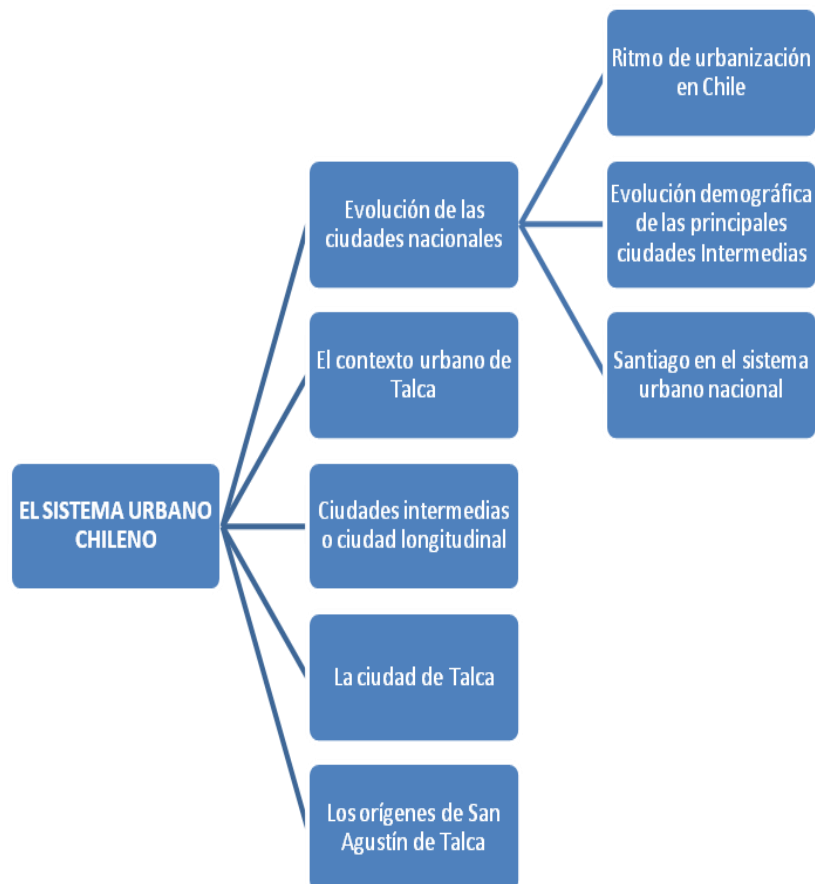 EL SISTEMA URBANO
CHILENO
Evolución de las
ciudades nacionales
Ritmo de urbanización
en Chile
Evolución demográfica
de las principales
ciudades Intermedias
Santiago en el sistema
urbano nacional
El contexto urbano de
Talca
Ciudades intermedias
o ciudad longitudinal
La ciudad de Talca
Los orígenes de San
Agustín de Talca